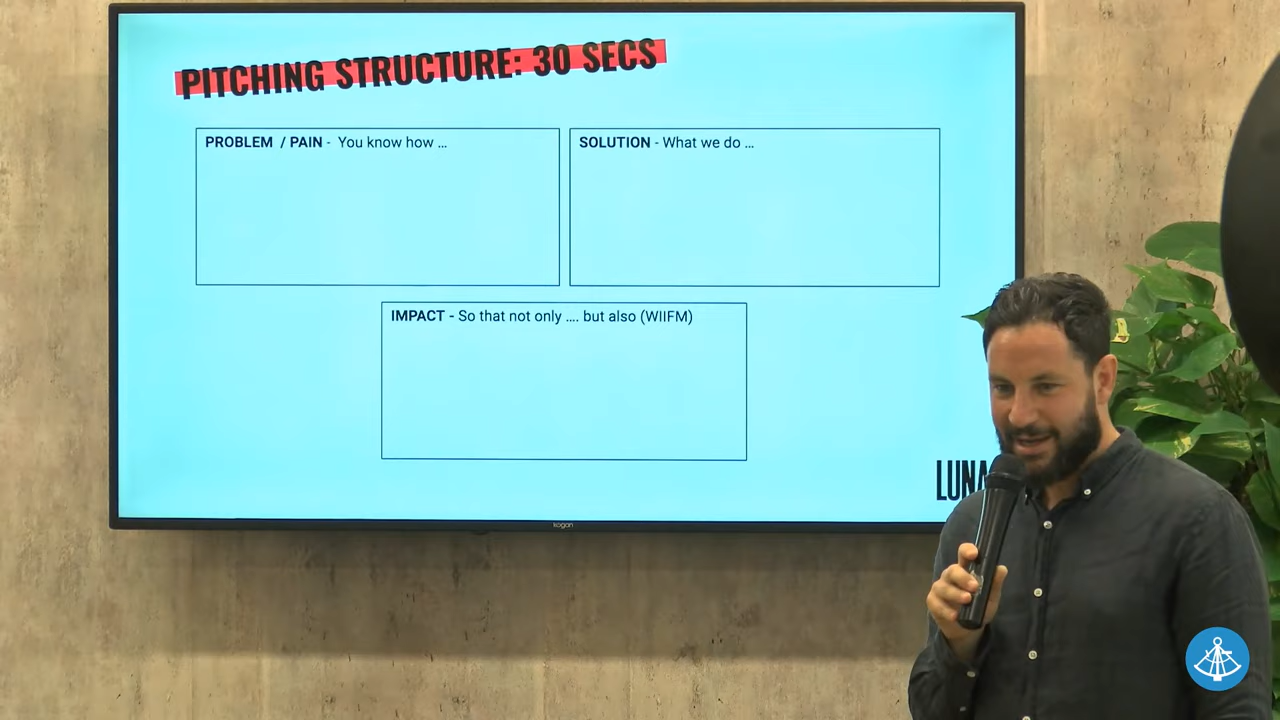 PITCHING STRUCTURE: 30 SECS
PROBLEM / PAIN - You know how ...
SOLUTION - What we do ...
IMPACT - So that not only .... but also (WIIFM)
LUNA
kogan